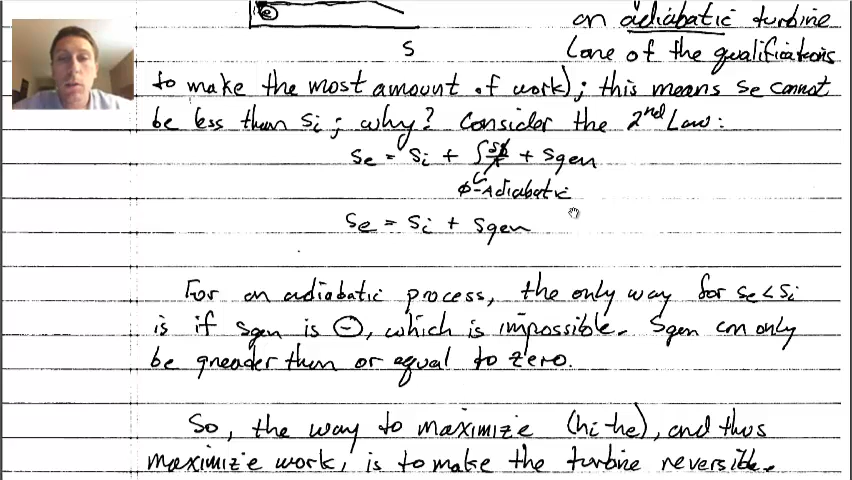 e
on adiabatic turbine
S
(one of the qualifications
to make the most amount of work); this means se cannot
be less than si; why? Consider the 2nd Law:
se = si + ∫δq/T + sgen
φ-Adiabatic
se = si + sgen
For an adiabatic process, the only way for se < si
is if sgen is ⊖, which is impossible. sgen can only
be greader than or equal to zero.
So, the way to maximize (hi-he), and thus
maximize work, is to make the turbine reversible.